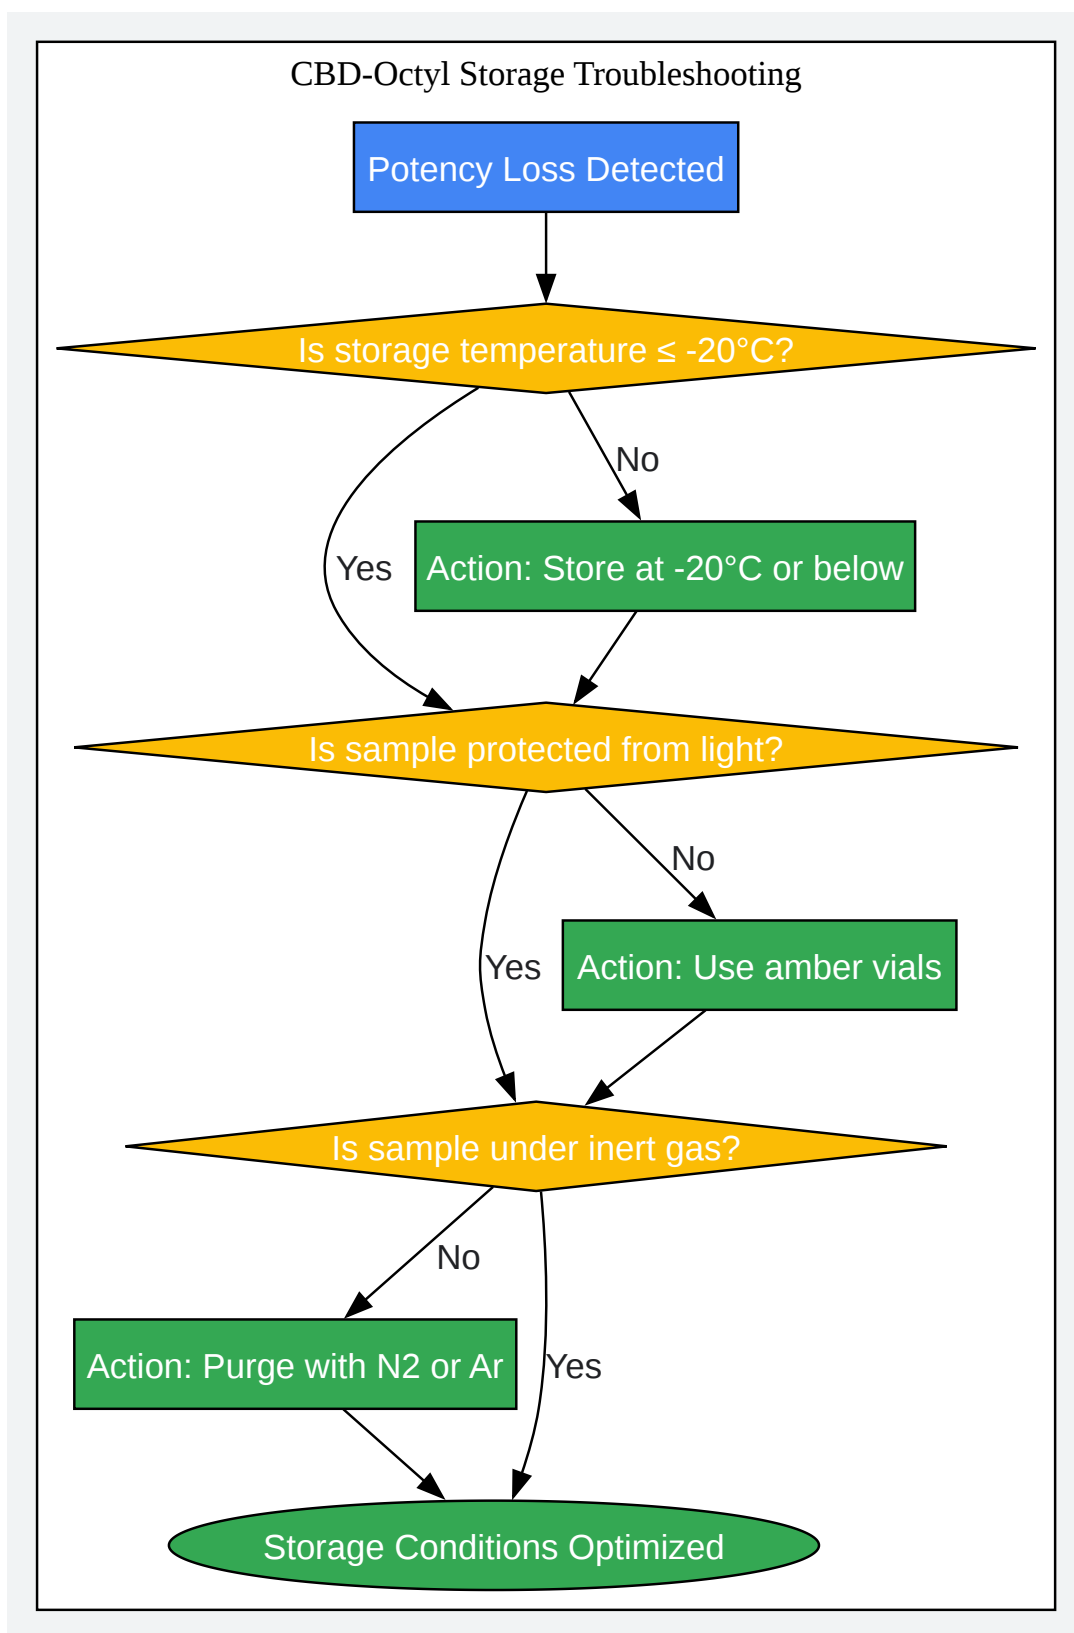 CBD-Octyl Storage Troubleshooting
Potency Loss Detected
Is storage temperature ≤ -20°C?
No
Yes
Action: Store at -20°C or below
Is sample protected from light?
No
Yes
Action: Use amber vials
Is sample under inert gas?
No
Action: Purge with N2 or Ar
Yes
Storage Conditions Optimized